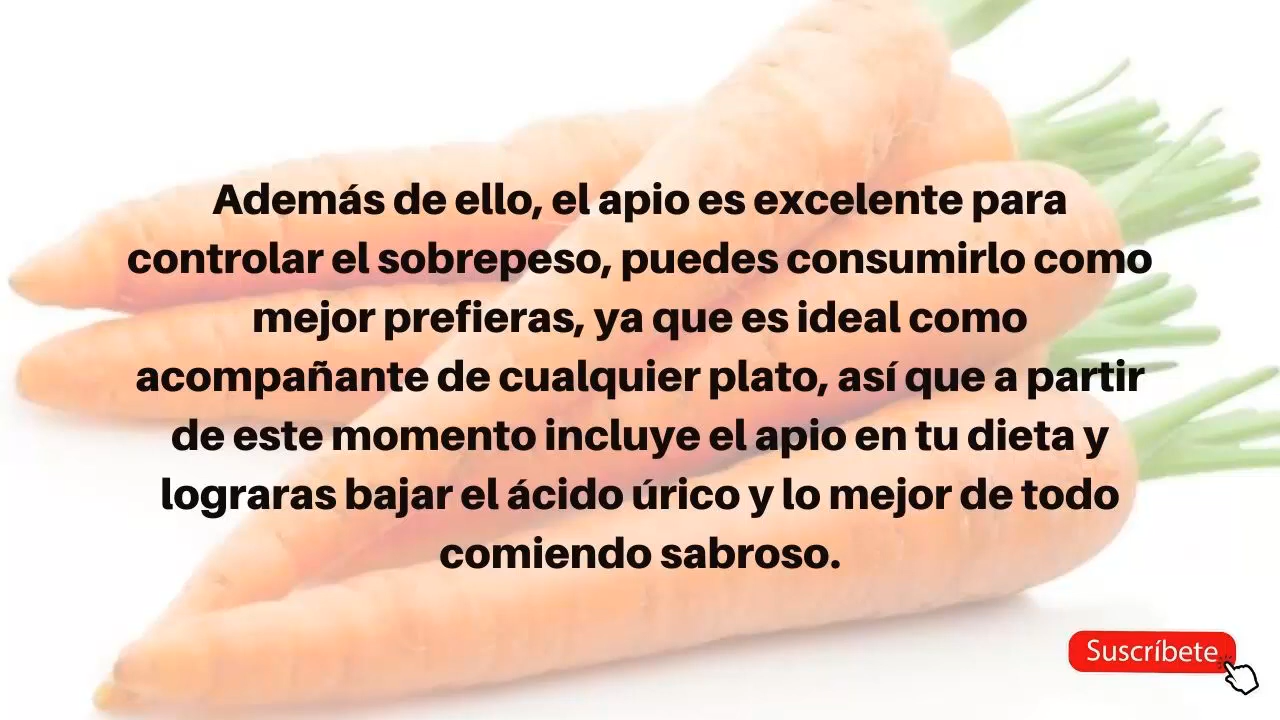 Además de ello, el apio es excelente para
controlar el sobrepeso, puedes consumirlo como
mejor prefieras, ya que es ideal como
acompañante de cualquier plato, así que a partir
de este momento incluye el apio en tu dieta y
lograras bajar el ácido úrico y lo mejor de todo
comiendo sabroso.
Suscríbete